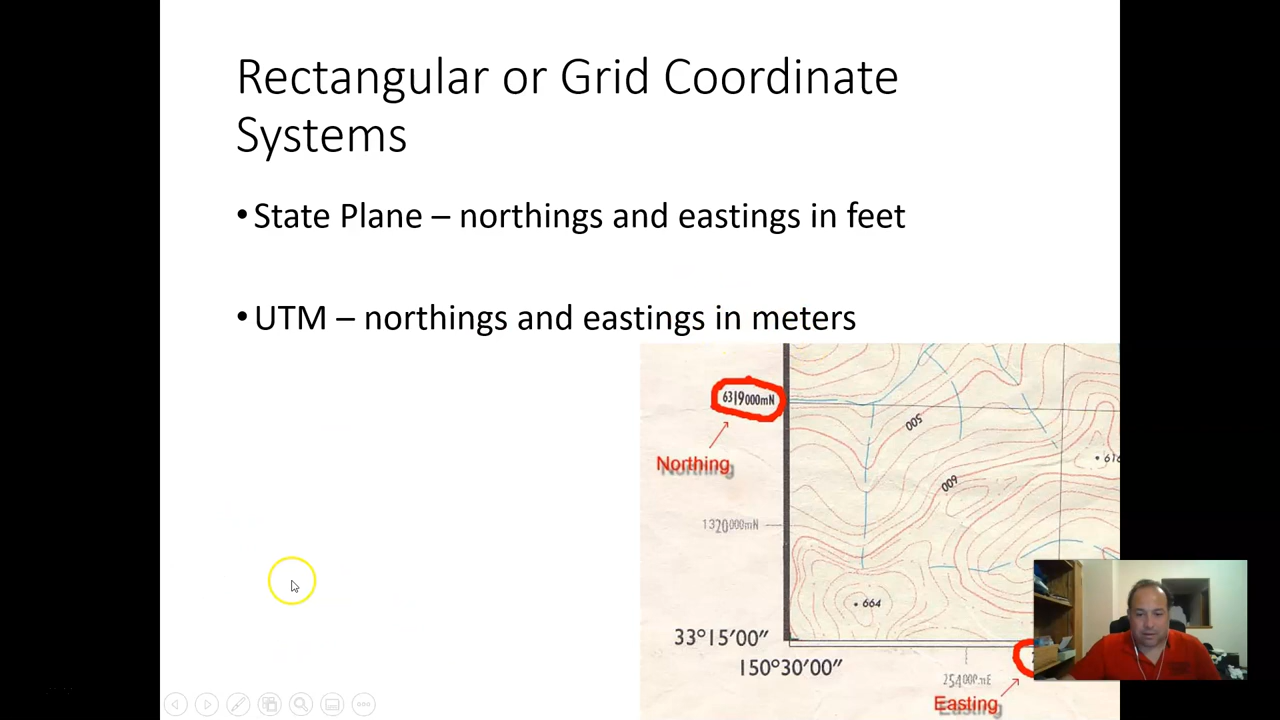 Rectangular or Grid Coordinate
Systems
• State Plane – northings and eastings in feet
• UTM – northings and eastings in meters
6319000mN
500
616
Northing
600
1320000mN
664
33°15′00″
150°30′00″
254000mE
Easting